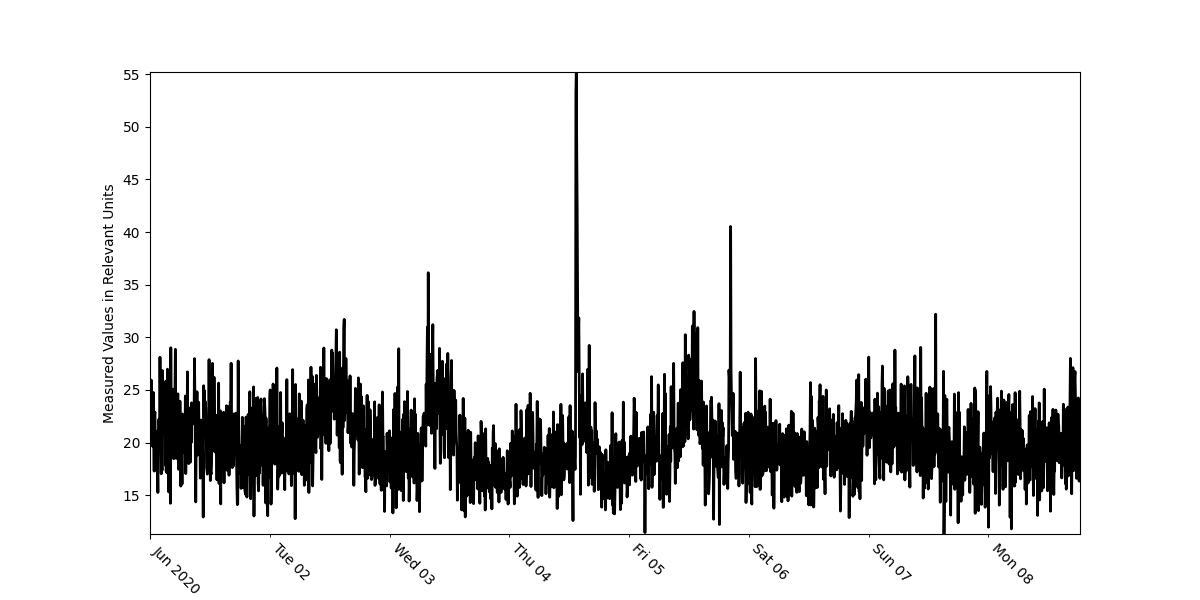 55
50
45
40
35
30
25
20
15
Measured Values in Relevant Units
Jun 2020
Tue 02
Wed 03
Thu 04
Fri 05
Sat 06
Sun 07
Mon 08